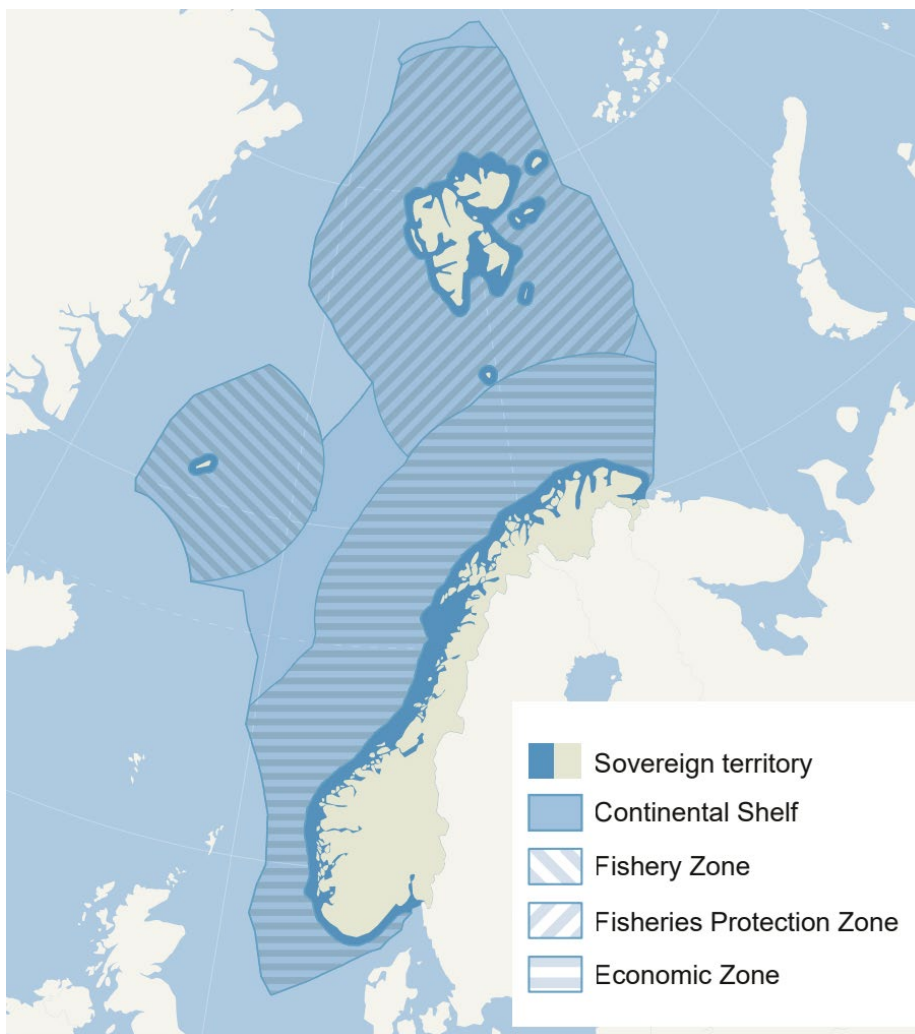 Sovereign territory
Continental Shelf
Fishery Zone
Fisheries Protection Zone
Economic Zone